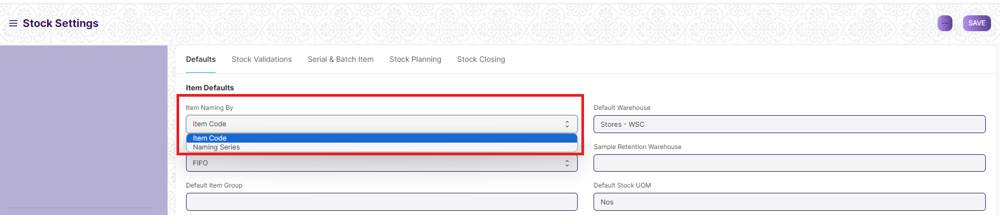 Stock Settings
...
SAVE
Defaults
Stock Validations
Serial & Batch Item
Stock Planning
Stock Closing
Item Defaults
Item Naming By
Item Code
Item Code
Naming Series
FIFO
Default Item Group
Default Warehouse
Stores - WSC
Sample Retention Warehouse
Default Stock UOM
Nos